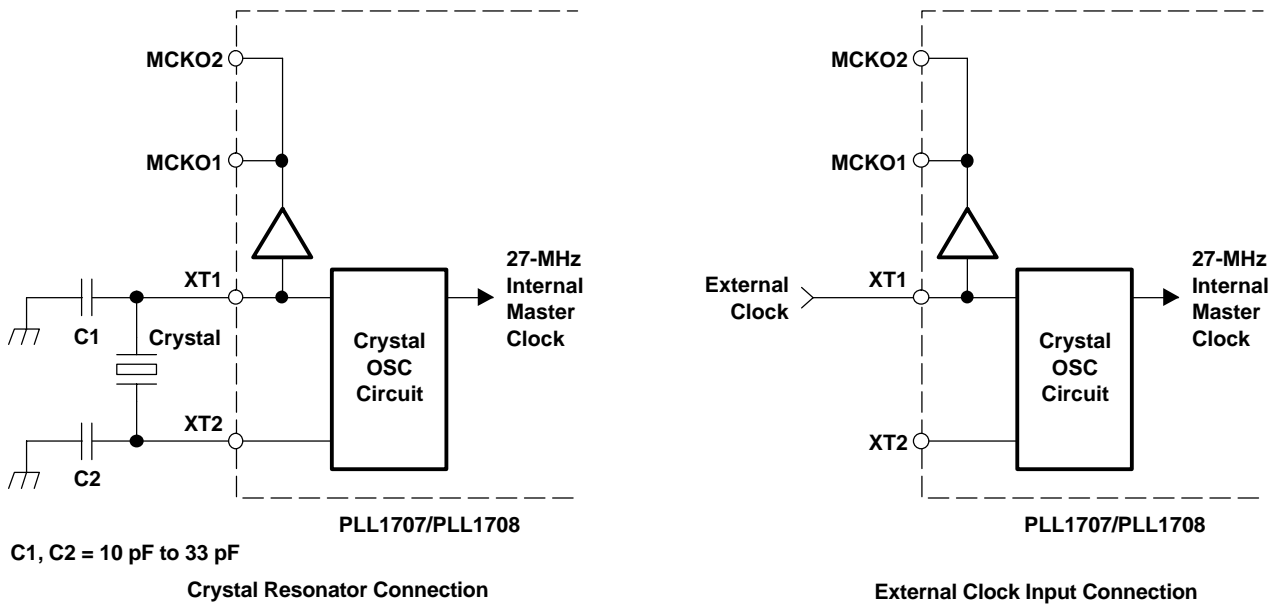 MCKO2
MCKO1
XT1
C1
Crystal
XT2
C2
Crystal
OSC
Circuit
27-MHz
Internal
Master
Clock
PLL1707/PLL1708
C1, C2 = 10 pF to 33 pF
Crystal Resonator Connection
MCKO2
MCKO1
External
Clock
XT1
XT2
Crystal
OSC
Circuit
27-MHz
Internal
Master
Clock
PLL1707/PLL1708
External Clock Input Connection